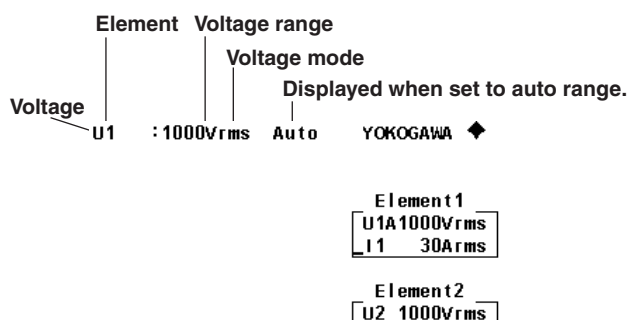 Element Voltage range
Voltage mode
Displayed when set to auto range.
Voltage
U1 :1000Vrms Auto YOKOGAWA ◆
Element1
U1A1000Vrms
I1 30Arms
Element2
U2 1000Vrms